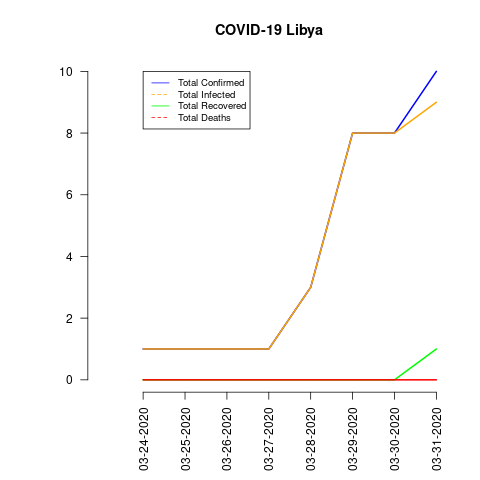 COVID-19 Libya
Total Confirmed
Total Infected
Total Recovered
Total Deaths
10
8
6
4
2
0
03-24-2020
03-25-2020
03-26-2020
03-27-2020
03-28-2020
03-29-2020
03-30-2020
03-31-2020